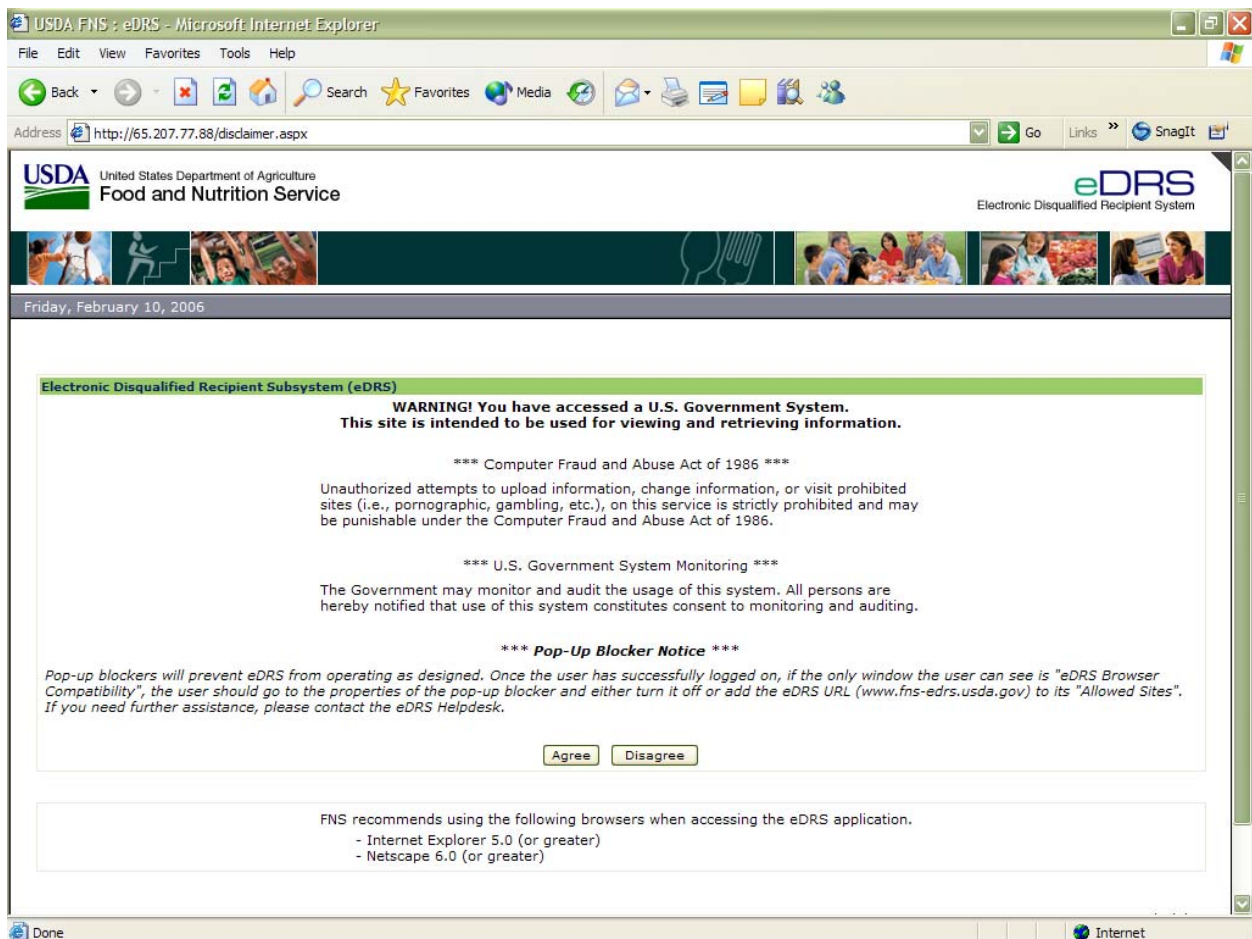 USDA FNS : eDRS - Microsoft Internet Explorer
File Edit View Favorites Tools Help
Back Search Favorites Media
Address http://65.207.77.88/disclaimer.aspx Go Links » SnagIt
USDA United States Department of Agriculture
Food and Nutrition Service
eDRS
Electronic Disqualified Recipient System
Friday, February 10, 2006
Electronic Disqualified Recipient Subsystem (eDRS)
WARNING! You have accessed a U.S. Government System.
This site is intended to be used for viewing and retrieving information.
*** Computer Fraud and Abuse Act of 1986 ***
Unauthorized attempts to upload information, change information, or visit prohibited
sites (i.e., pornographic, gambling, etc.), on this service is strictly prohibited and may
be punishable under the Computer Fraud and Abuse Act of 1986.
*** U.S. Government System Monitoring ***
The Government may monitor and audit the usage of this system. All persons are
hereby notified that use of this system constitutes consent to monitoring and auditing.
*** Pop-Up Blocker Notice ***
Pop-up blockers will prevent eDRS from operating as designed. Once the user has successfully logged on, if the only window the user can see is "eDRS Browser
Compatibility", the user should go to the properties of the pop-up blocker and either turn it off or add the eDRS URL (www.fns-edrs.usda.gov) to its "Allowed Sites".
If you need further assistance, please contact the eDRS Helpdesk.
Agree Disagree
FNS recommends using the following browsers when accessing the eDRS application.
- Internet Explorer 5.0 (or greater)
- Netscape 6.0 (or greater)
Done Internet